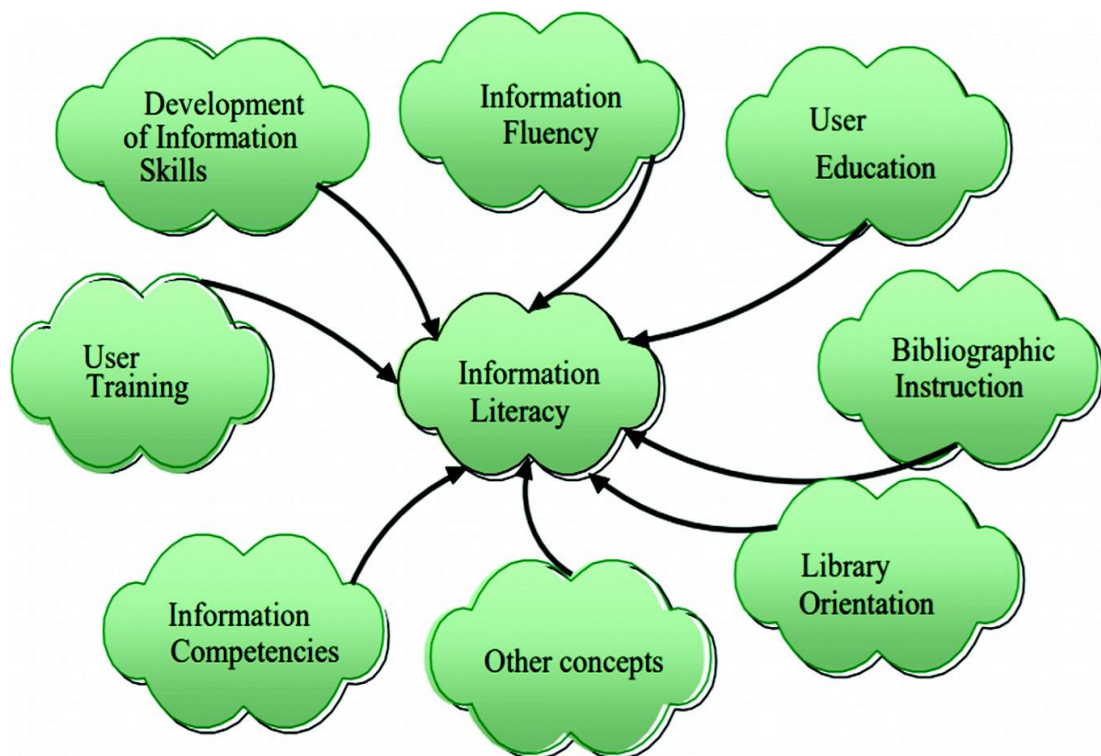 Development
of Information
Skills
Information
Fluency
User
Education
User
Training
Information
Literacy
Bibliographic
Instruction
Information
Competencies
Other concepts
Library
Orientation